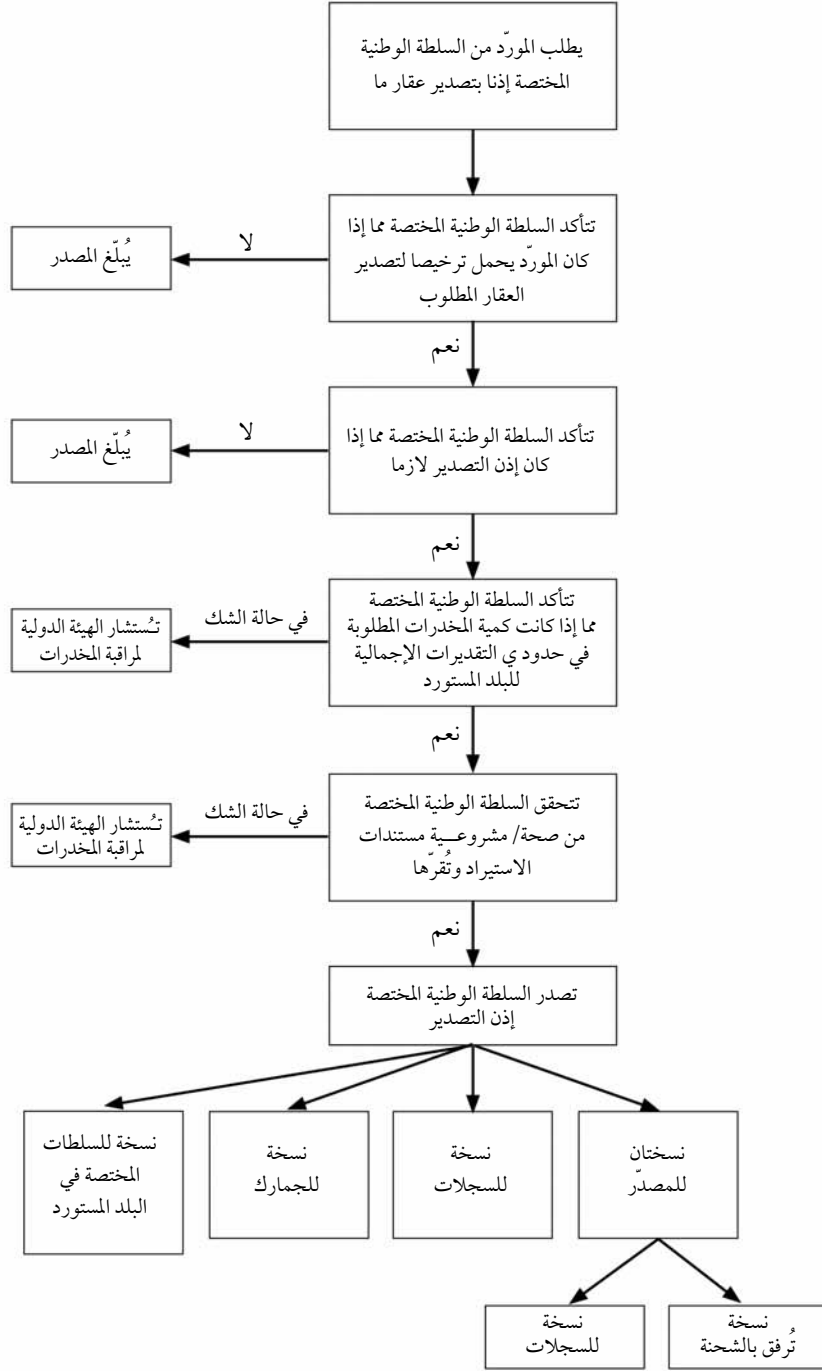 يطلب المورّد من السلطة الوطنية
المختصة إذنا بتصدير عقار ما
تتأكد السلطة الوطنية المختصة مما إذا
كان المورّد يحمل ترخيصا لتصدير
العقار المطلوب
لا
يُبلّغ المصدر
نعم
تتأكد السلطة الوطنية المختصة مما إذا
كان إذن التصدير لازما
لا
يُبلّغ المصدر
نعم
تتأكد السلطة الوطنية المختصة
مما إذا كانت كمية المخدرات المطلوبة
في حدود ي التقديرات الإجمالية
للبلد المستورد
في حالة الشك
تُستشار الهيئة الدولية
لمراقبة المخدرات
نعم
تتحقق السلطة الوطنية المختصة
من صحة/ مشروعـــية مستندات
الاستيراد وتُقرّها
في حالة الشك
تُستشار الهيئة الدولية
لمراقبة المخدرات
نعم
تصدر السلطة الوطنية المختصة
إذن التصدير
نسختان
للمصدّر
نسخة
للسجلات
نسخة
للجمارك
نسخة للسلطات
المختصة في
البلد المستورد
نسخة
تُرفق بالشحنة
نسخة
للسجلات